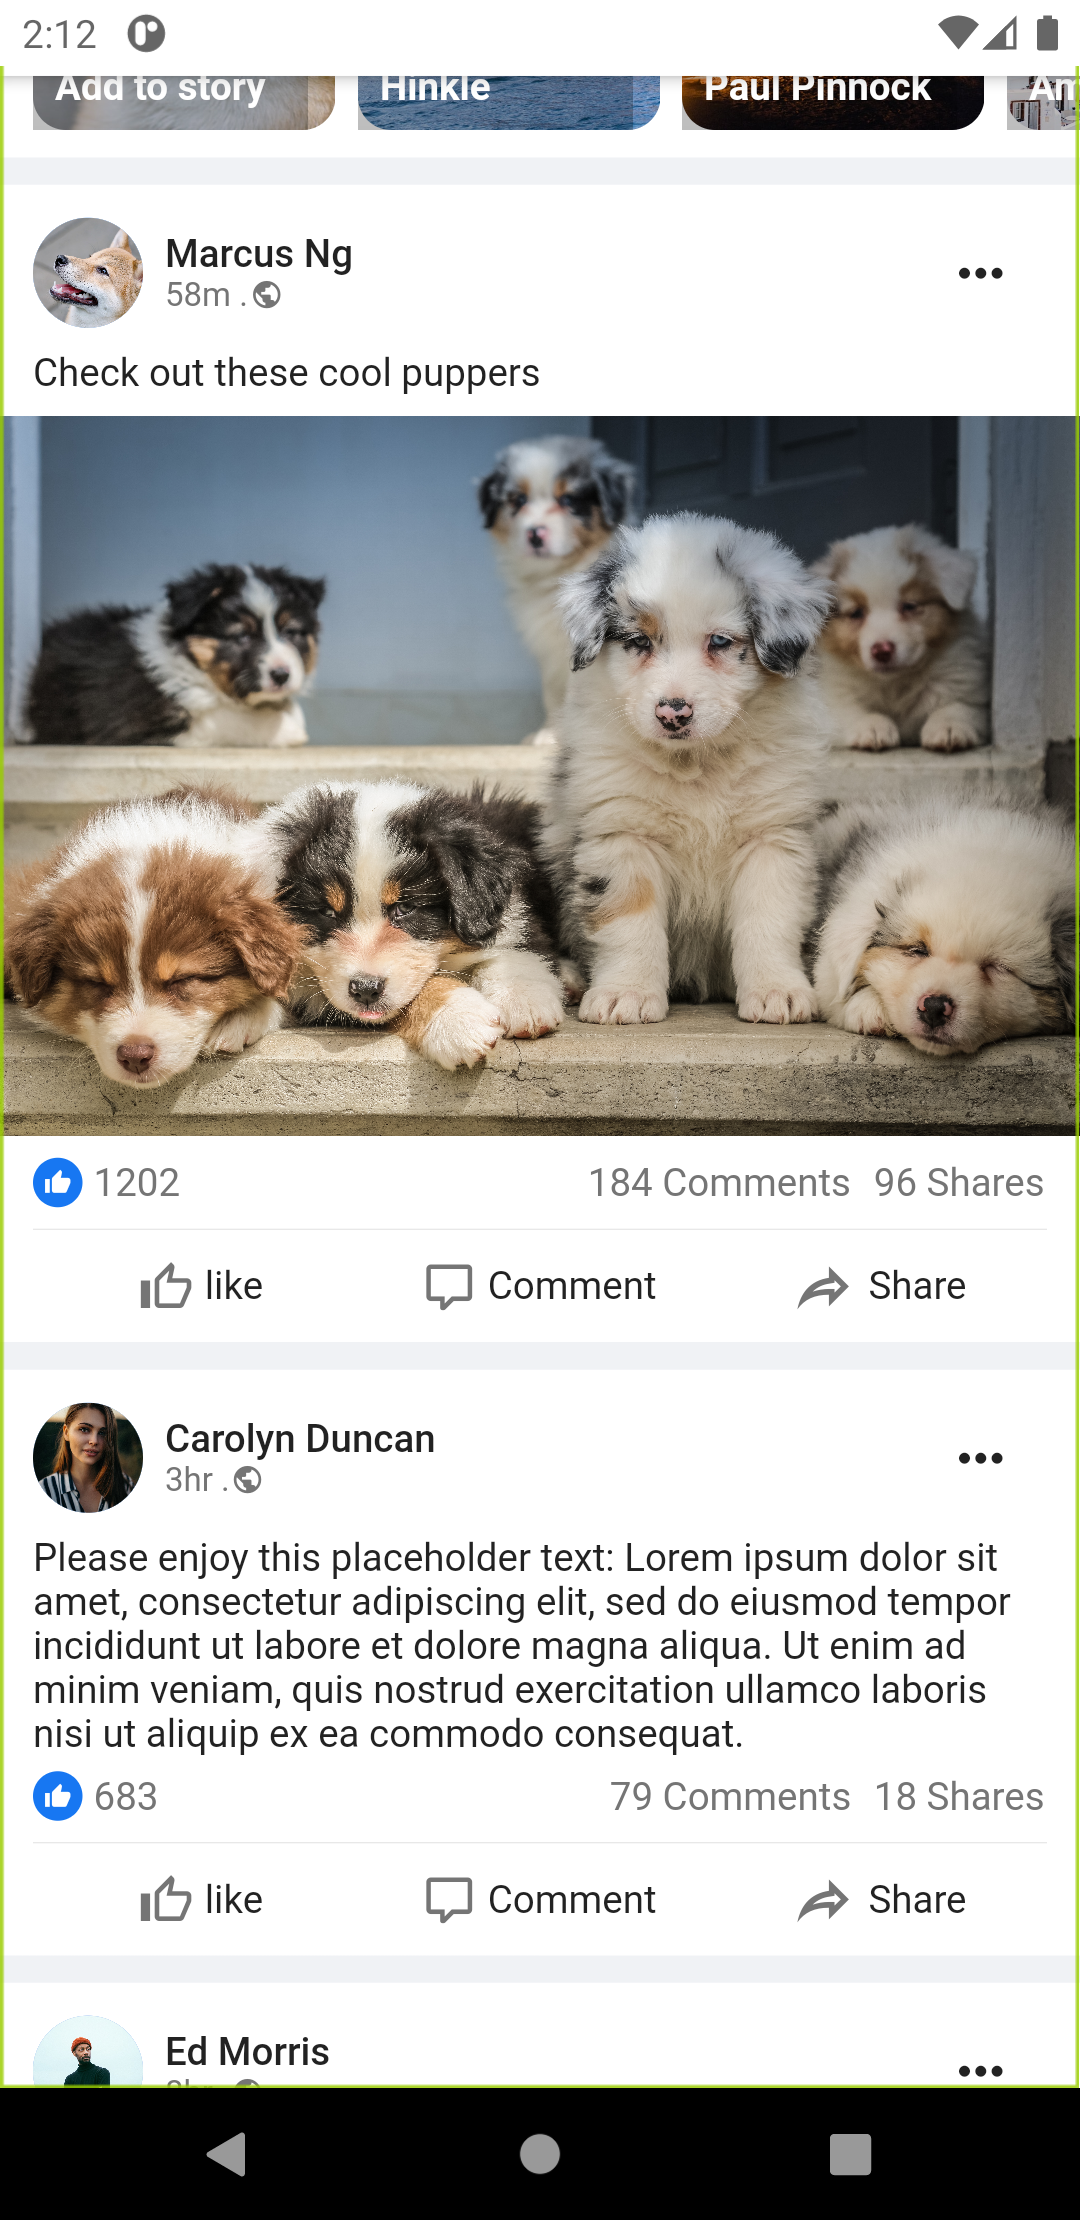 2:12
Add to story Hinkle Paul Pinnock
Marcus Ng
58m .
Check out these cool puppers
1202 184 Comments 96 Shares
like Comment Share
Carolyn Duncan
3hr .
Please enjoy this placeholder text: Lorem ipsum dolor sit
amet, consectetur adipiscing elit, sed do eiusmod tempor
incididunt ut labore et dolore magna aliqua. Ut enim ad
minim veniam, quis nostrud exercitation ullamco laboris
nisi ut aliquip ex ea commodo consequat.
683 79 Comments 18 Shares
like Comment Share
Ed Morris